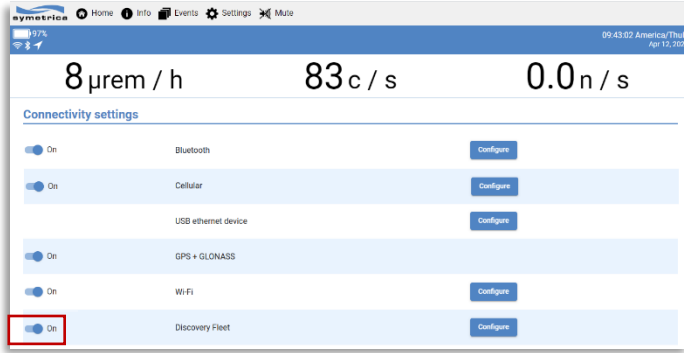 symetrica Home Info Events Settings Mute
97% 09:43:02 America/Thul
Apr 12, 202
8 µrem / h 83 c / s 0.0 n / s
Connectivity settings
On Bluetooth Configure
On Cellular Configure
USB ethernet device Configure
On GPS + GLONASS
On Wi-Fi Configure
On Discovery Fleet Configure